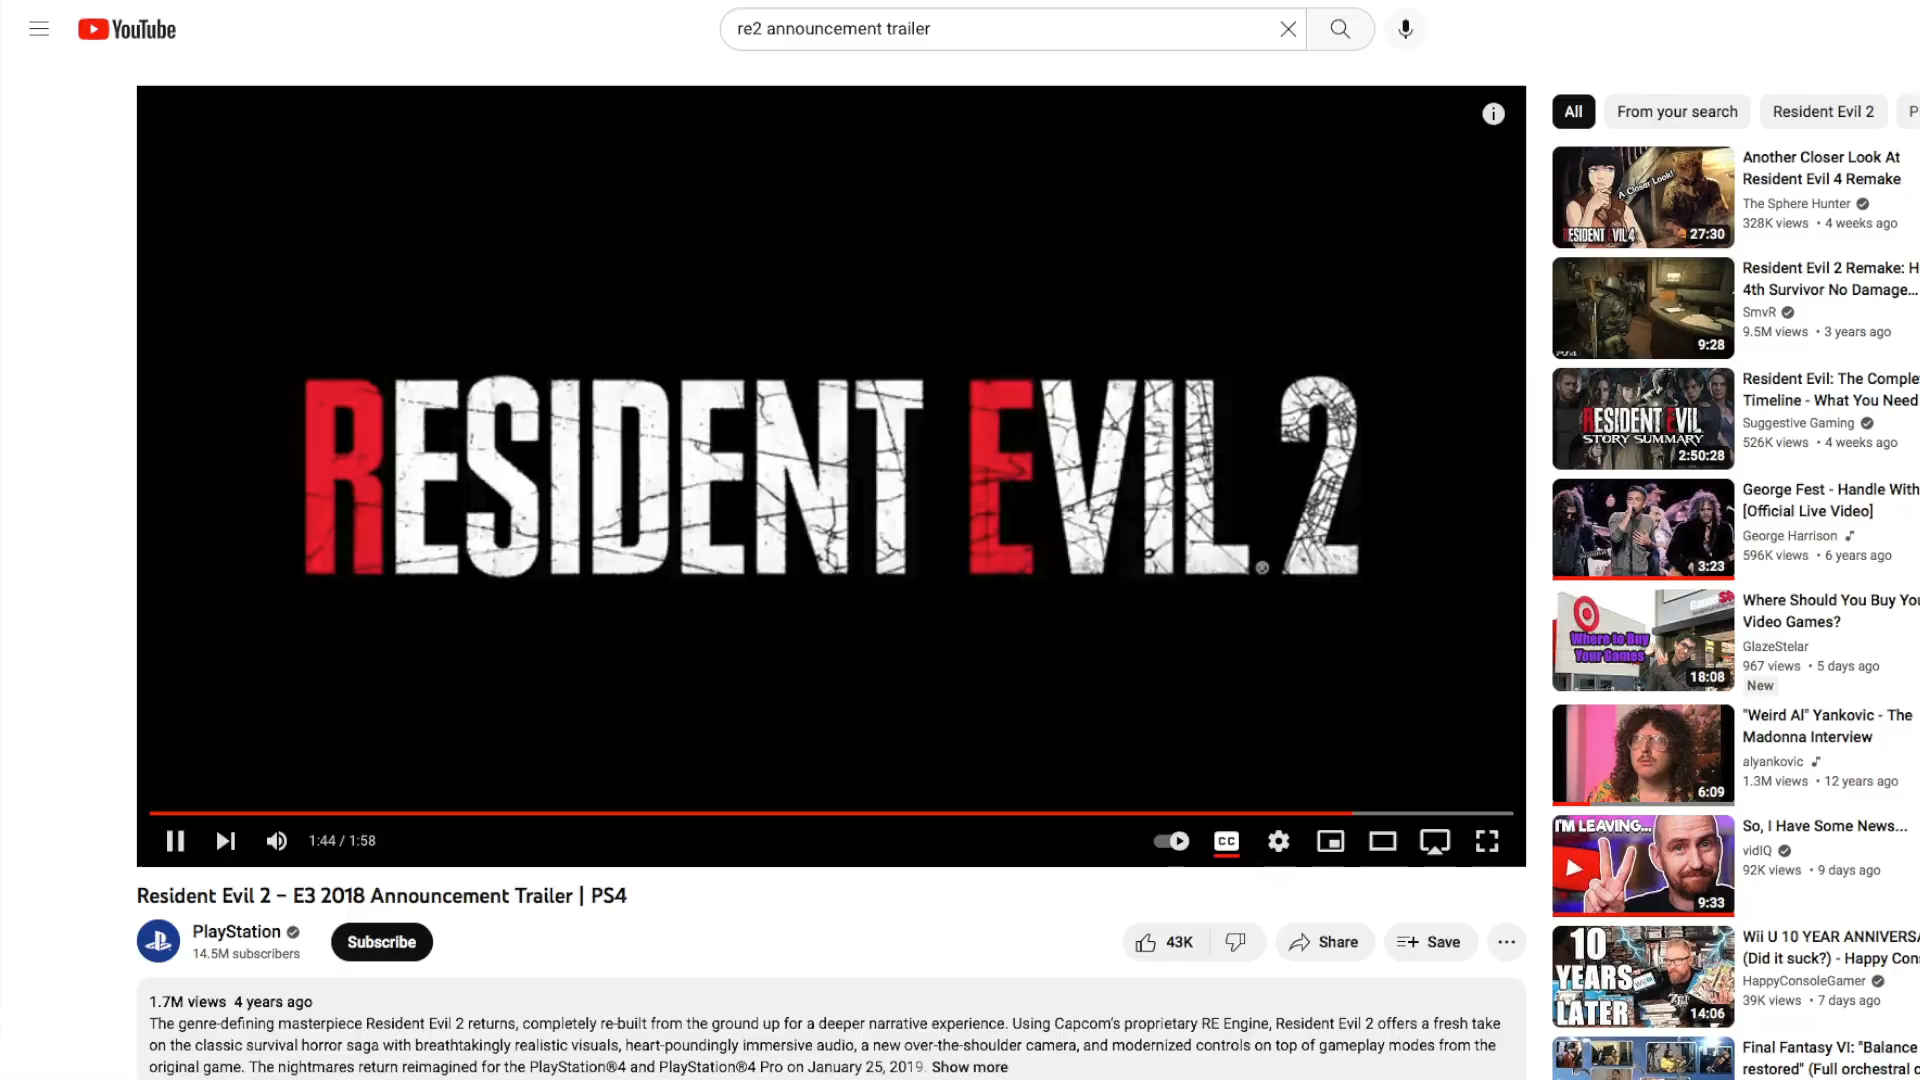 YouTube
re2 announcement trailer
RESIDENT EVIL.2
®
1:44 / 1:58
CC
Resident Evil 2 – E3 2018 Announcement Trailer | PS4
PlayStation
14.5M subscribers
Subscribe
43K
Share
Save
1.7M views 4 years ago
The genre-defining masterpiece Resident Evil 2 returns, completely re-built from the ground up for a deeper narrative experience. Using Capcom's proprietary RE Engine, Resident Evil 2 offers a fresh take
on the classic survival horror saga with breathtakingly realistic visuals, heart-poundingly immersive audio, a new over-the-shoulder camera, and modernized controls on top of gameplay modes from the
original game. The nightmares return reimagined for the PlayStation®4 and PlayStation®4 Pro on January 25, 2019. Show more
All
From your search
Resident Evil 2
A Closer Look!
RESIDENT EVIL 4
27:30
Another Closer Look At
Resident Evil 4 Remake
The Sphere Hunter
328K views • 4 weeks ago
PS4
9:28
Resident Evil 2 Remake: H
4th Survivor No Damage...
SmvR
9.5M views • 3 years ago
RESIDENT EVIL
STORY SUMMARY
2:50:28
Resident Evil: The Comple
Timeline - What You Need
Suggestive Gaming
526K views • 4 weeks ago
3:23
George Fest - Handle With
[Official Live Video]
George Harrison
596K views • 6 years ago
Where to Buy
Your Games
18:08
Where Should You Buy You
Video Games?
GlazeStelar
967 views • 5 days ago
New
6:09
"Weird Al" Yankovic - The
Madonna Interview
alyankovic
1.3M views • 12 years ago
I'M LEAVING...
9:33
So, I Have Some News...
vidIQ
92K views • 9 days ago
10
YEARS
LATER
WiiU
14:06
Wii U 10 YEAR ANNIVERSA
(Did it suck?) - Happy Con
HappyConsoleGamer
39K views • 7 days ago
Final Fantasy VI: "Balance
restored" (Full orchestral c